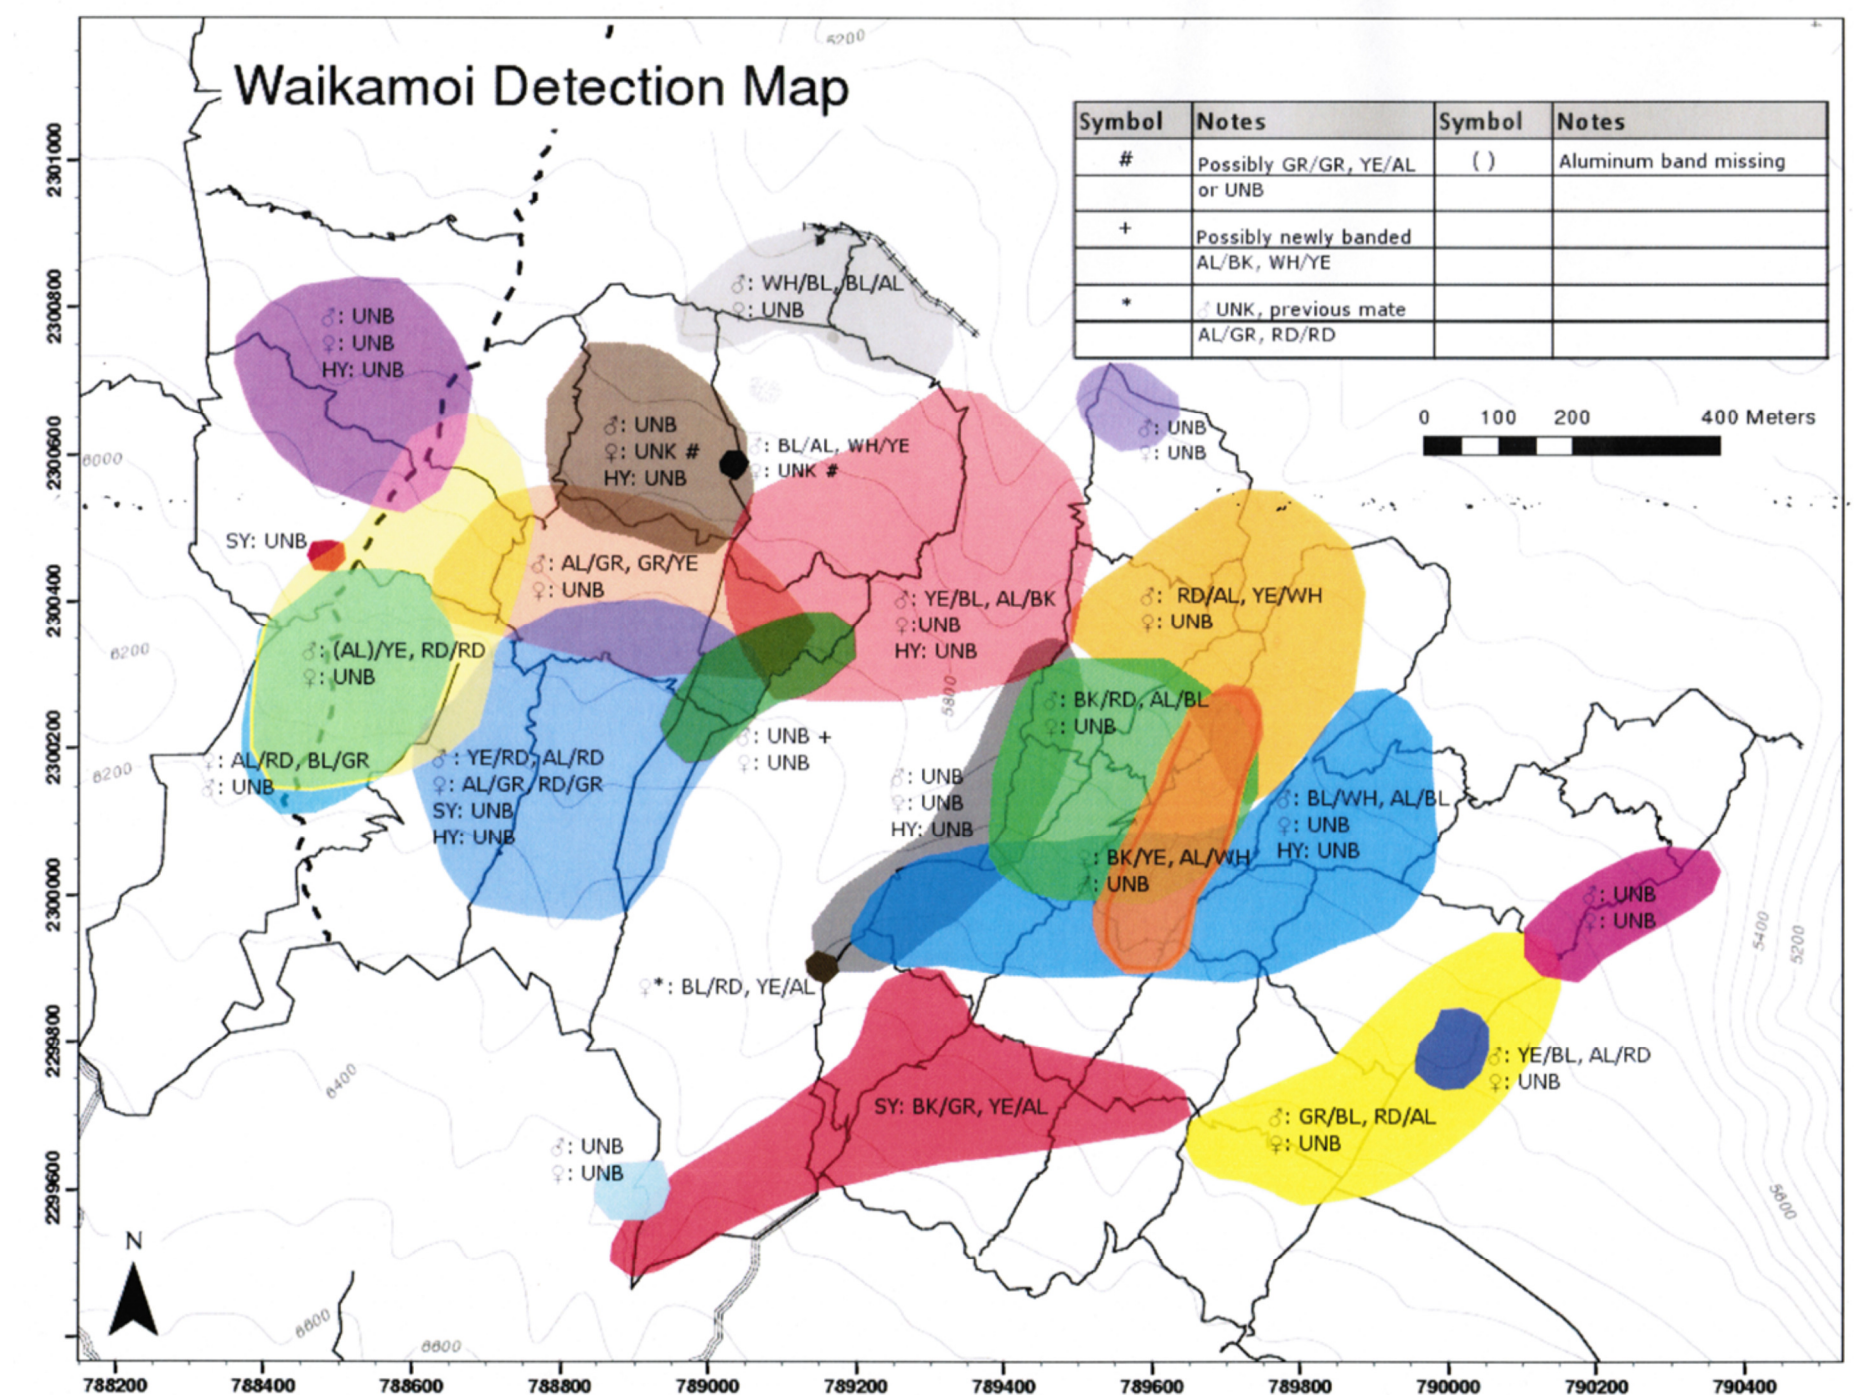 Waikamoi Detection Map
5200
Symbol Notes Symbol Notes
# Possibly GR/GR, YE/AL ( ) Aluminum band missing
or UNB
+ Possibly newly banded
AL/BK, WH/YE
* ♂ UNK, previous mate
AL/GR, RD/RD
0 100 200 400 Meters
♂: WH/BL, BL/AL
♀: UNB
♂: UNB
♀: UNB
HY: UNB
♂: UNB
♀: UNK #
HY: UNB
♂: BL/AL, WH/YE
♀: UNK #
♂: UNB
♀: UNB
6000
SY: UNB
♂: AL/GR, GR/YE
♀: UNB
♂: YE/BL, AL/BK
♀:UNB
HY: UNB
♂: RD/AL, YE/WH
♀: UNB
6200
♂: (AL)/YE, RD/RD
♀: UNB
5800
♂: BK/RD, AL/BL
♀: UNB
♂: UNB +
♀: UNB
6200
♀: AL/RD, BL/GR
♂: UNB
♂: YE/RD, AL/RD
♀: AL/GR, RD/GR
SY: UNB
HY: UNB
♂: UNB
♀: UNB
HY: UNB
♂: BL/WH, AL/BL
♀: UNB
HY: UNB
♀: BK/YE, AL/WH
♂: UNB
♂: UNB
♀: UNB
5400
5200
♀*: BL/RD, YE/AL
♂: YE/BL, AL/RD
♀: UNB
6400
SY: BK/GR, YE/AL
♂: GR/BL, RD/AL
♀: UNB
♂: UNB
♀: UNB
5600
N
6600
6600
2301000
2300800
2300600
2300400
2300200
2300000
2299800
2299600
788200 788400 788600 788800 789000 789200 789400 789600 789800 790000 790200 790400